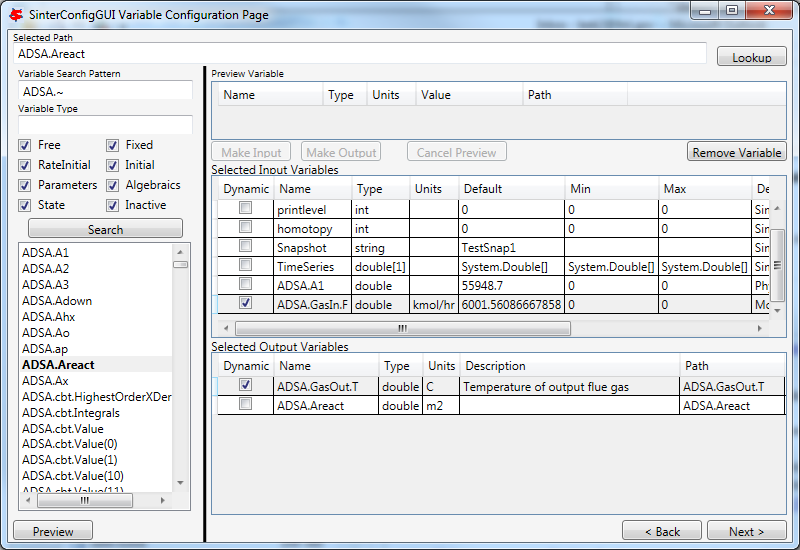 SinterConfigGUI Variable Configuration Page
Selected Path
ADSA.Areact
Lookup
Variable Search Pattern
ADSA.~
Variable Type
Free Fixed
RateInitial Initial
Parameters Algebraics
State Inactive
Search
ADSA.A1
ADSA.A2
ADSA.A3
ADSA.Adown
ADSA.Ahx
ADSA.Ao
ADSA.ap
ADSA.Areact
ADSA.Ax
ADSA.cbt.HighestOrderXDer
ADSA.cbt.Integrals
ADSA.cbt.Value
ADSA.cbt.Value(0)
ADSA.cbt.Value(1)
ADSA.cbt.Value(10)
ADSA.cbt.Value(11)
Preview
Preview Variable
Name Type Units Value Path
Make Input Make Output Cancel Preview Remove Variable
Selected Input Variables
Dynamic Name Type Units Default Min Max De
printlevel int 0 0 0 Sin
homotopy int 0 0 0 Sin
Snapshot string TestSnap1 Sin
TimeSeries double[1] System.Double[] System.Double[] System.Double[] Sin
ADSA.A1 double 55948.7 0 0 Phy
ADSA.GasIn.F double kmol/hr 6001.56086667858 0 0 Mo
Selected Output Variables
Dynamic Name Type Units Description Path
ADSA.GasOut.T double C Temperature of output flue gas ADSA.GasOut.T
ADSA.Areact double m2 ADSA.Areact
< Back Next >